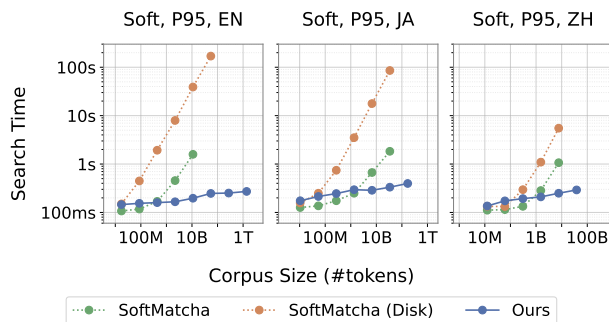 Soft, P95, EN
Soft, P95, JA
Soft, P95, ZH
Search Time
100s
10s
1s
100ms
100M 10B 1T
100M 10B 1T
10M 1B 100B
Corpus Size (#tokens)
SoftMatcha
SoftMatcha (Disk)
Ours